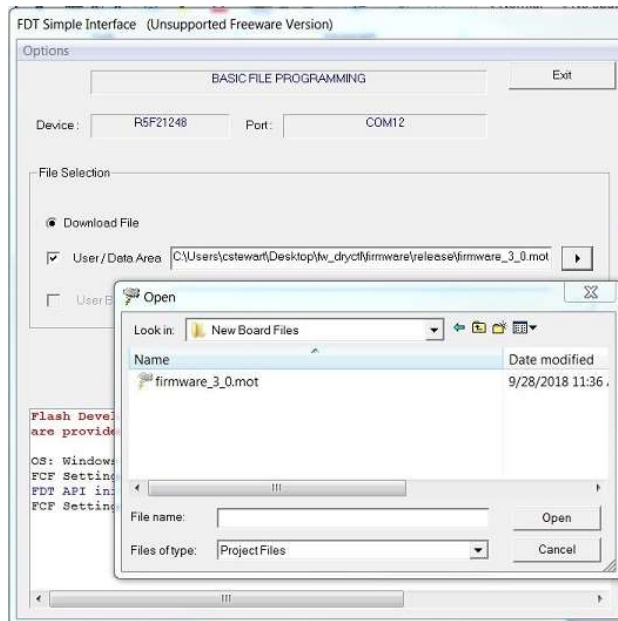 FDT Simple Interface (Unsupported Freeware Version)
Options
BASIC FILE PROGRAMMING
Exit
Device: R5F21248 Port: COM12
File Selection
Download File
User / Data Area C:\Users\cstewart\Desktop\fw_dryctl\firmware\release\firmware_3_0.mot
User B
Open
Look in: New Board Files
Name Date modified
firmware_3_0.mot 9/28/2018 11:36
File name: Open
Files of type: Project Files Cancel
Flash Devel
are provide
OS: Windows
FCF Setting
FDT API in
FCF Setting